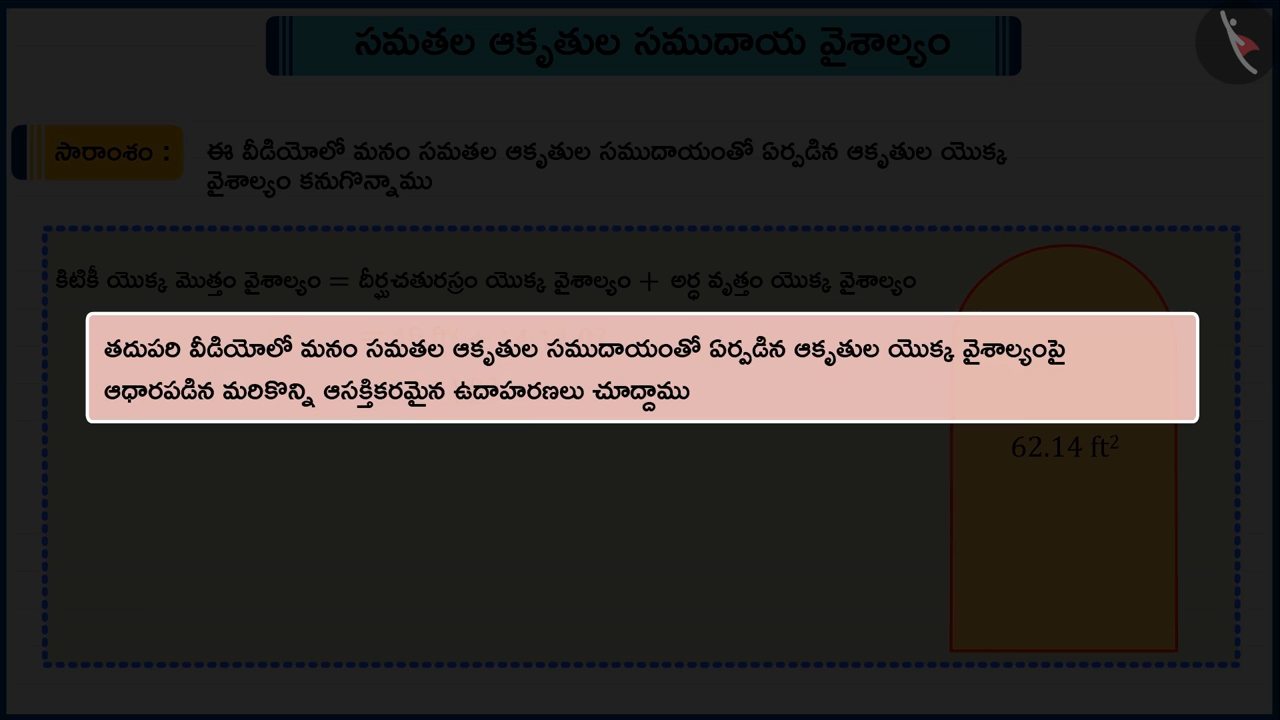 సమతల ఆకృతుల సముదాయ వైశాల్యం
సారాంశం :
ఈ వీడియోలో మనం సమతల ఆకృతుల సముదాయంతో ఏర్పడిన ఆకృతుల యొక్క
వైశాల్యం కనుగొన్నాము
కిటికీ యొక్క మొత్తం వైశాల్యం = దీర్ఘచతురస్రం యొక్క వైశాల్యం + అర్ధ వృత్తం యొక్క వైశాల్యం
తదుపరి వీడియోలో మనం సమతల ఆకృతుల సముదాయంతో ఏర్పడిన ఆకృతుల యొక్క వైశాల్యంపై
ఆధారపడిన మరికొన్ని ఆసక్తికరమైన ఉదాహరణలు చూద్దాము
62.14 ft²